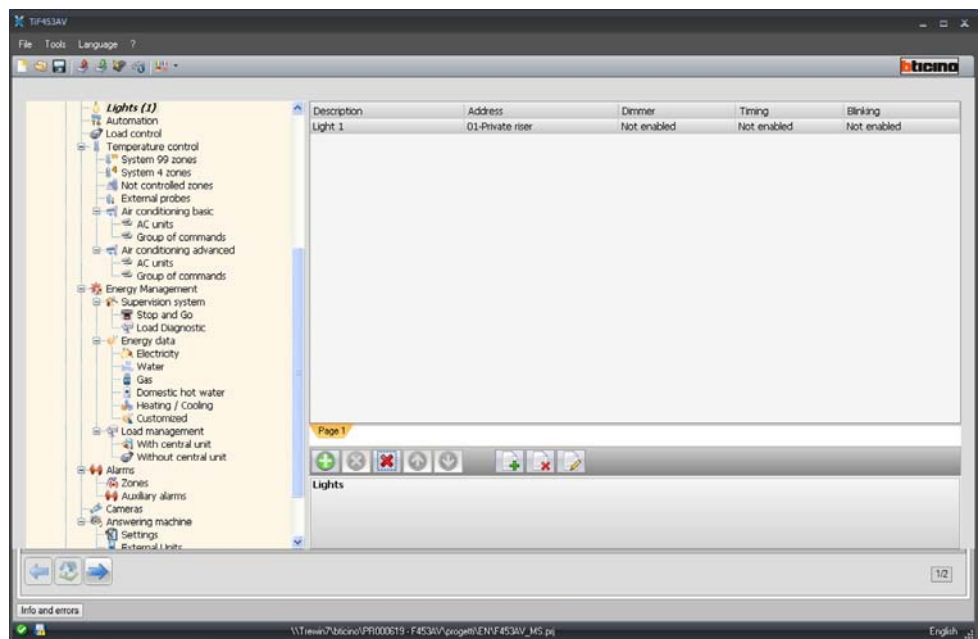 TiF453AV
File Tools Language ?
bticino
Lights (1)
Automation
Load control
Temperature control
System 99 zones
System 4 zones
Not controlled zones
External probes
Air conditioning basic
AC units
Group of commands
Air conditioning advanced
AC units
Group of commands
Energy Management
Supervision system
Stop and Go
Load Diagnostic
Energy data
Electricity
Water
Gas
Domestic hot water
Heating / Cooling
Customized
Load management
With central unit
Without central unit
Alarms
Zones
Auxiliary alarms
Cameras
Answering machine
Settings
External Units
Description Address Dimmer Timing Blinking
Light 1 01-Private riser Not enabled Not enabled Not enabled
Page 1
Lights
1/2
Info and errors
\\Trewin7\bticino\PR000619 - F453AV\progetti\EN\F453AV_MS.prj English